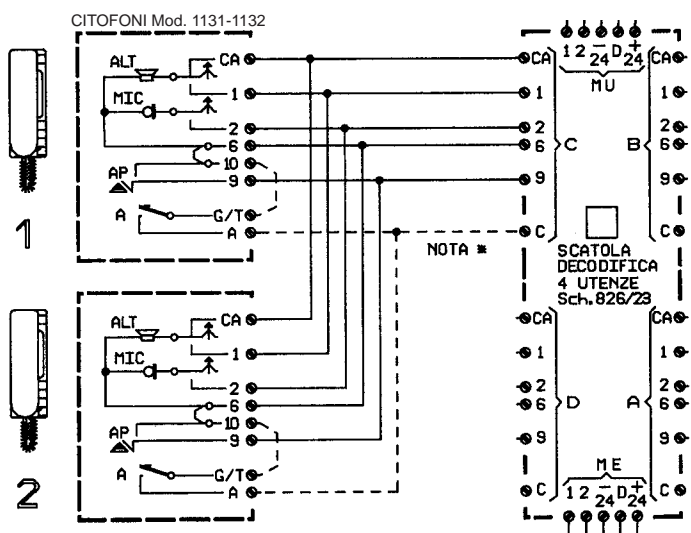 CITOFONI Mod. 1131-1132
ALT
CA
1
MIC
2
6
10
AP
9
A
G/T
A
1
ALT
CA
1
MIC
2
6
10
AP
9
A
G/T
A
2
NOTA ※
1 2 – 24 D + 24
MU
CA
CA
1
1
2
2
6
C
B
6
9
9
C
C
SCATOLA
DECODIFICA
4 UTENZE
Sch.826/23
CA
CA
1
1
2
2
6
D
A
6
9
9
ME
C
1 2 – 24 D + 24
C